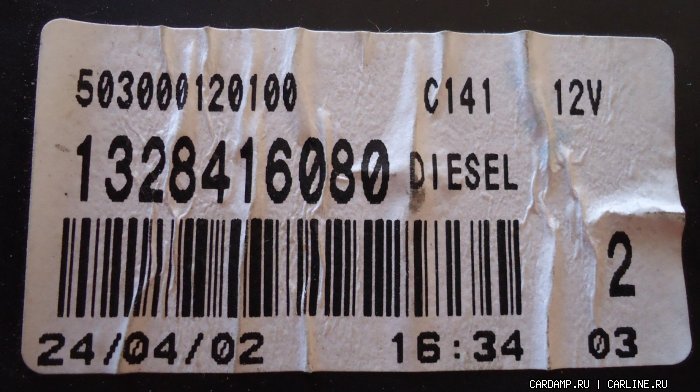 503000120100 C141 12V
1328416080 DIESEL
2
24/04/02 16:34 03
CARDAMP.RU | CARLINE.RU